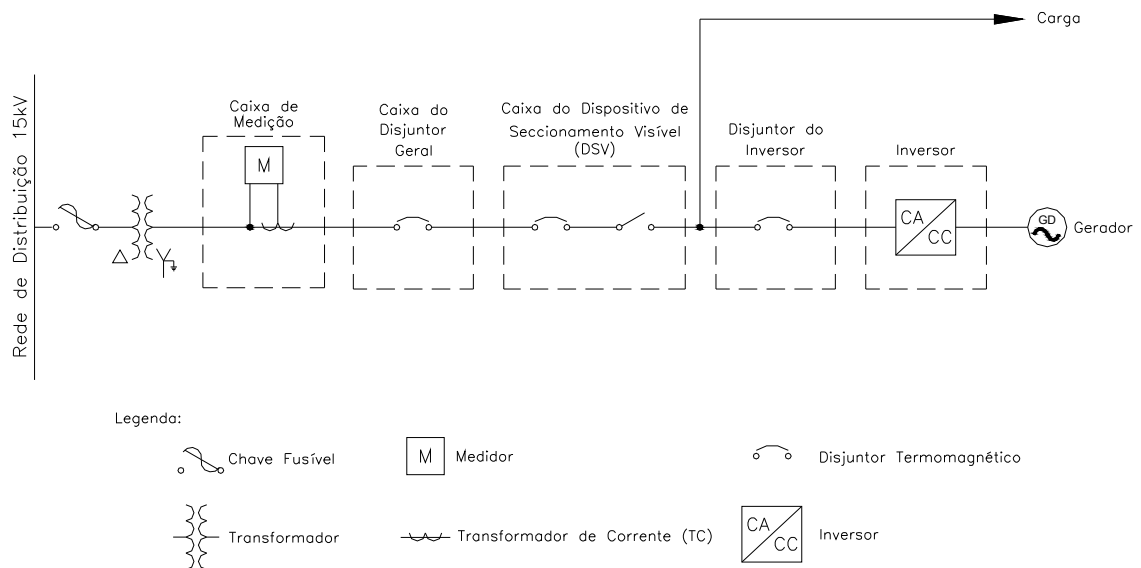 Carga
Rede de Distribuição 15kV
Caixa de
Medição
M
Caixa do
Disjuntor
Geral
Caixa do Dispositivo de
Seccionamento Visível
(DSV)
Disjuntor do
Inversor
Inversor
CA
CC
GD
Gerador
Legenda:
Chave Fusível
M
Medidor
Disjuntor Termomagnético
Transformador
Transformador de Corrente (TC)
CA
CC
Inversor